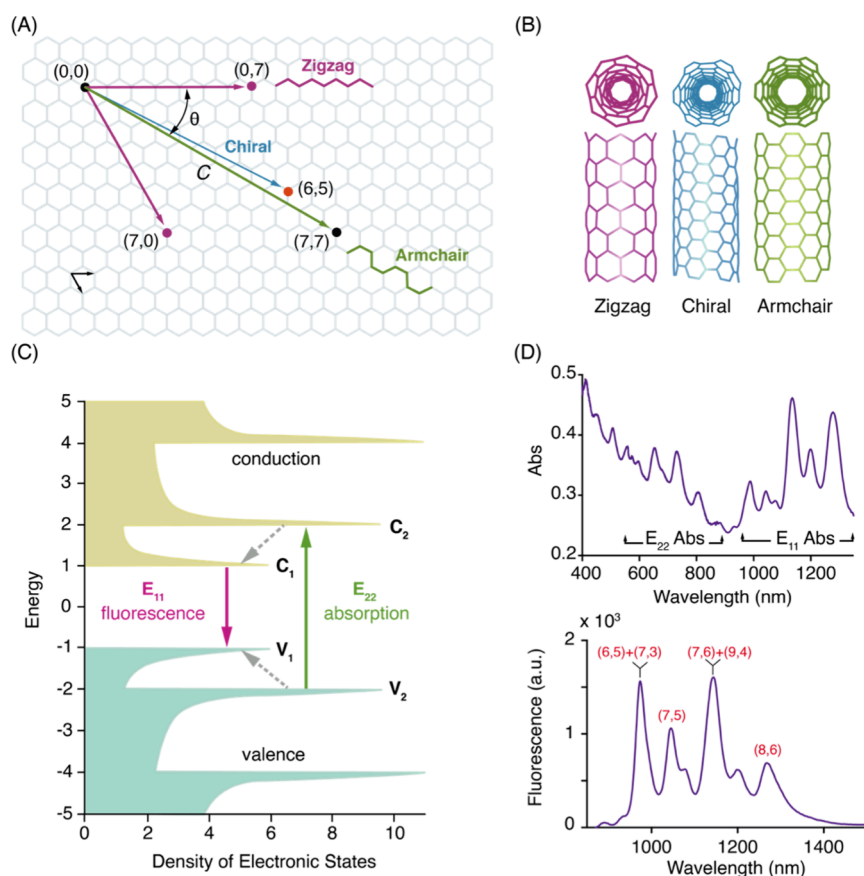 (A)
(0,0)
(0,7)
Zigzag
θ
Chiral
C
(6,5)
(7,0)
(7,7)
Armchair
(B)
Zigzag
Chiral
Armchair
(C)
5
4
3
2
1
0
-1
-2
-3
-4
-5
Energy
conduction
C2
C1
E11
fluorescence
E22
absorption
V1
V2
valence
0
2
4
6
8
10
Density of Electronic States
(D)
0.5
0.4
0.3
0.2
Abs
E22 Abs
E11 Abs
400
600
800
1000
1200
Wavelength (nm)
x 10³
2
1
0
Fluorescence (a.u.)
(6,5)+(7,3)
(7,6)+(9,4)
(7,5)
(8,6)
1000
1200
1400
Wavelength (nm)